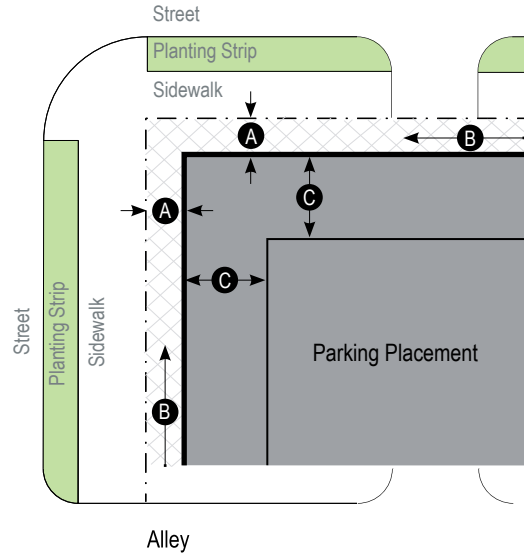 Street
Planting Strip
Sidewalk
A
B
C
A
C
Street
Planting Strip
Sidewalk
Parking Placement
B
Alley